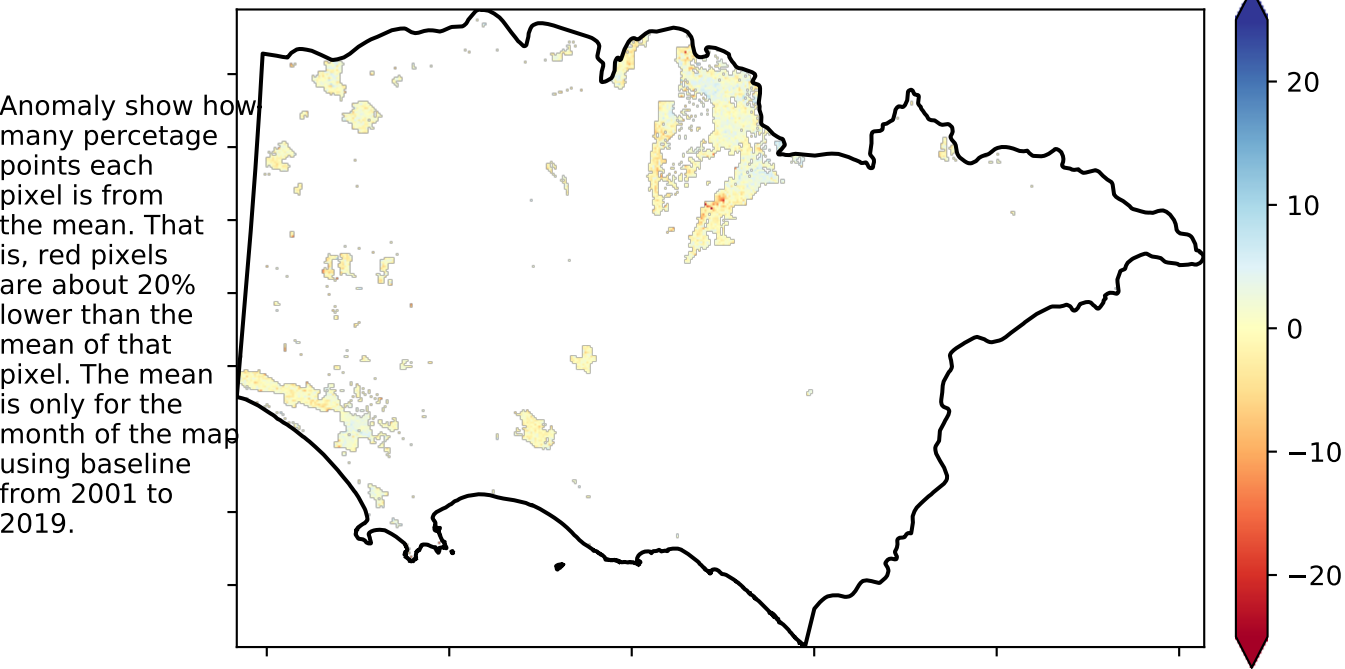 Anomaly show how
many percetage
points each
pixel is from
the mean. That
is, red pixels
are about 20%
lower than the
mean of that
pixel. The mean
is only for the
month of the map
using baseline
from 2001 to
2019.
20
10
0
−10
−20